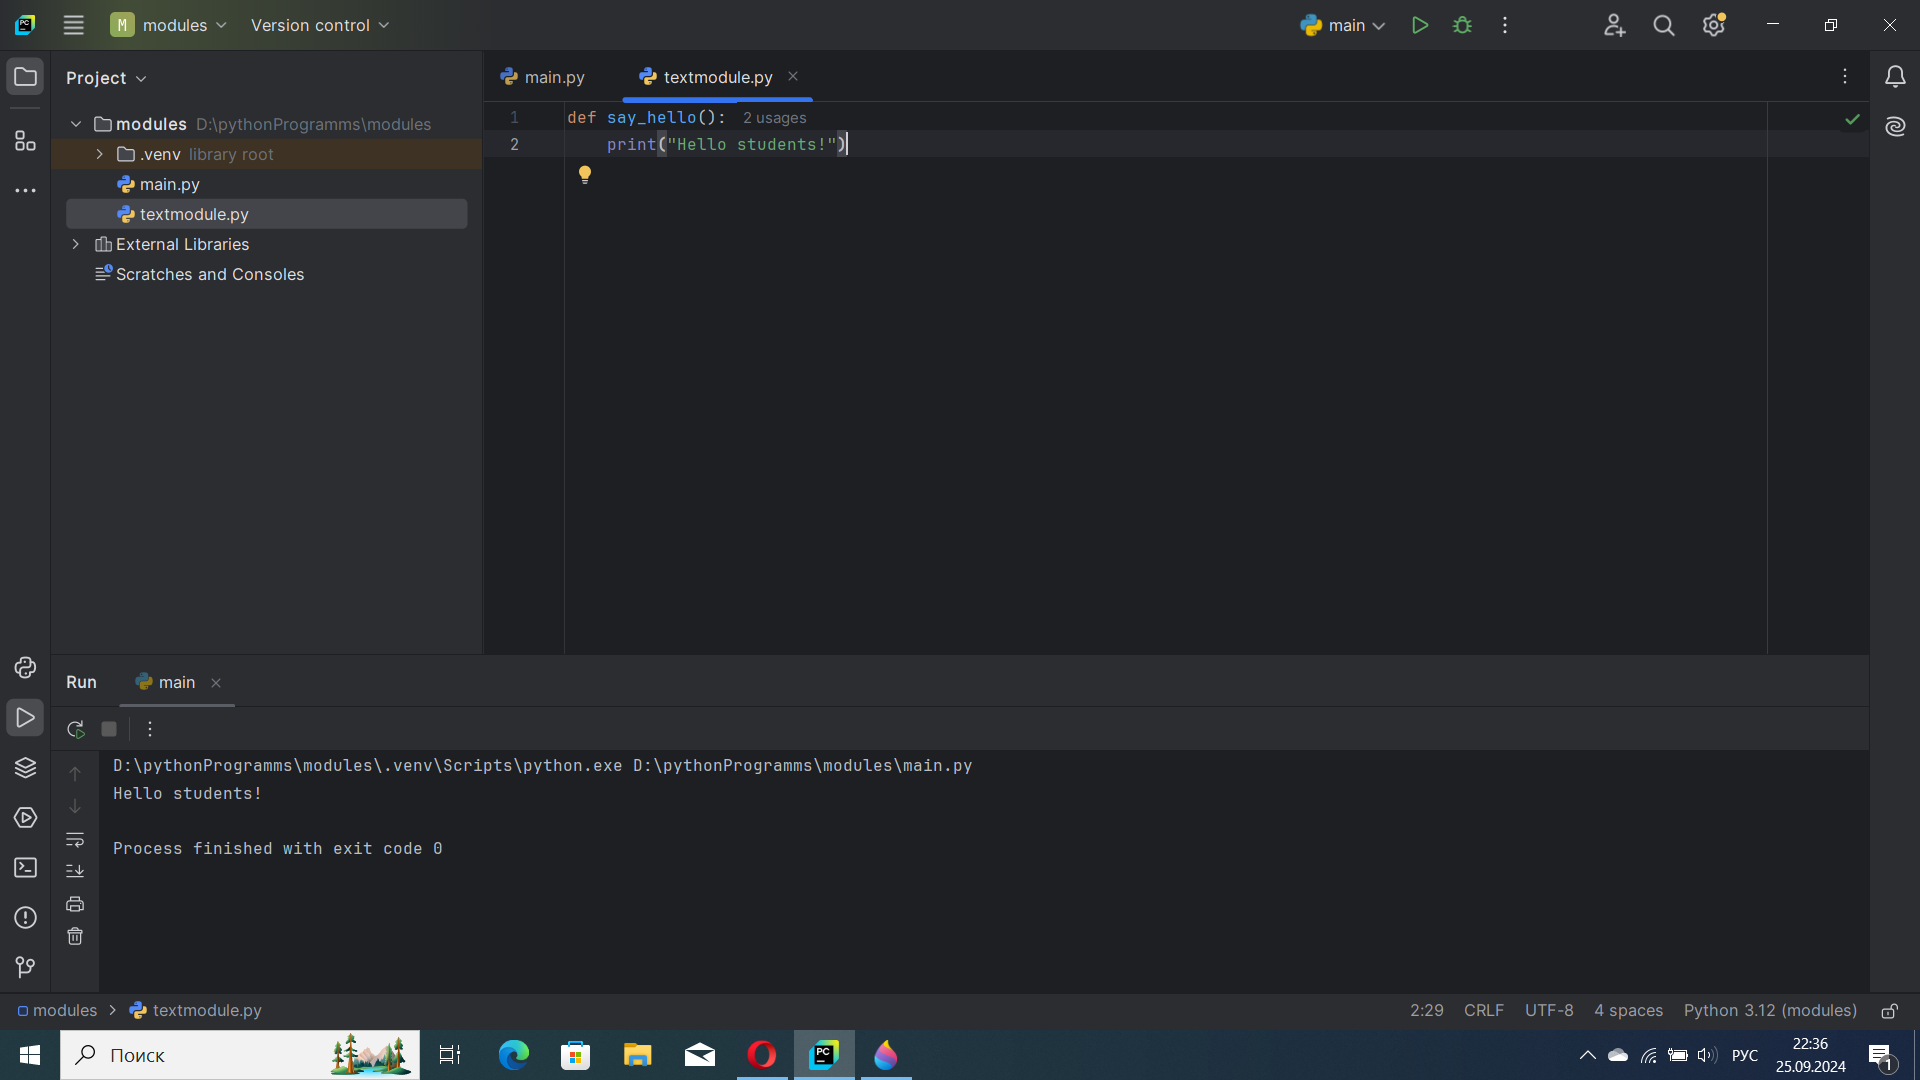 M modules Version control main
Project
main.py textmodule.py
modules D:\pythonProgramms\modules
.venv library root
main.py
textmodule.py
External Libraries
Scratches and Consoles
1 def say_hello(): 2 usages
2 print("Hello students!")
Run main
D:\pythonProgramms\modules\.venv\Scripts\python.exe D:\pythonProgramms\modules\main.py
Hello students!
Process finished with exit code 0
modules textmodule.py 2:29 CRLF UTF-8 4 spaces Python 3.12 (modules)
Поиск PC РУС 22:36
25.09.2024 1